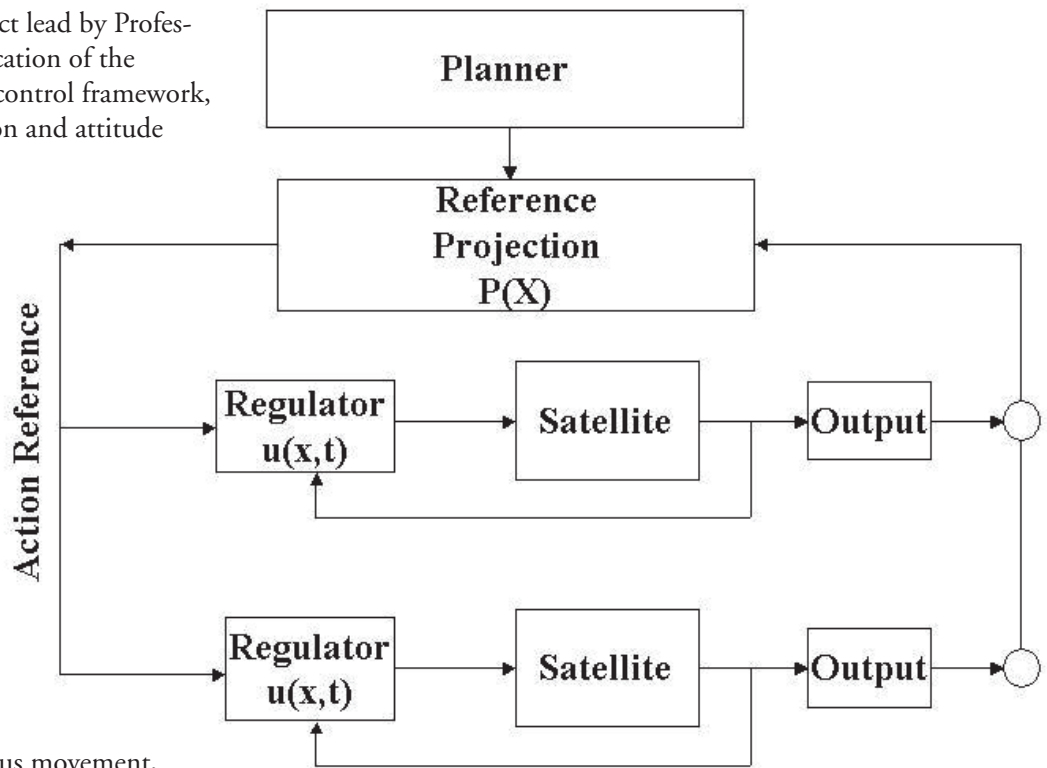 ct lead by Profes-
cation of the
control framework,
on and attitude
Planner
Reference
Projection
P(X)
Action Reference
Regulator
u(x,t)
Satellite
Output
Regulator
u(x,t)
Satellite
Output
us movement.